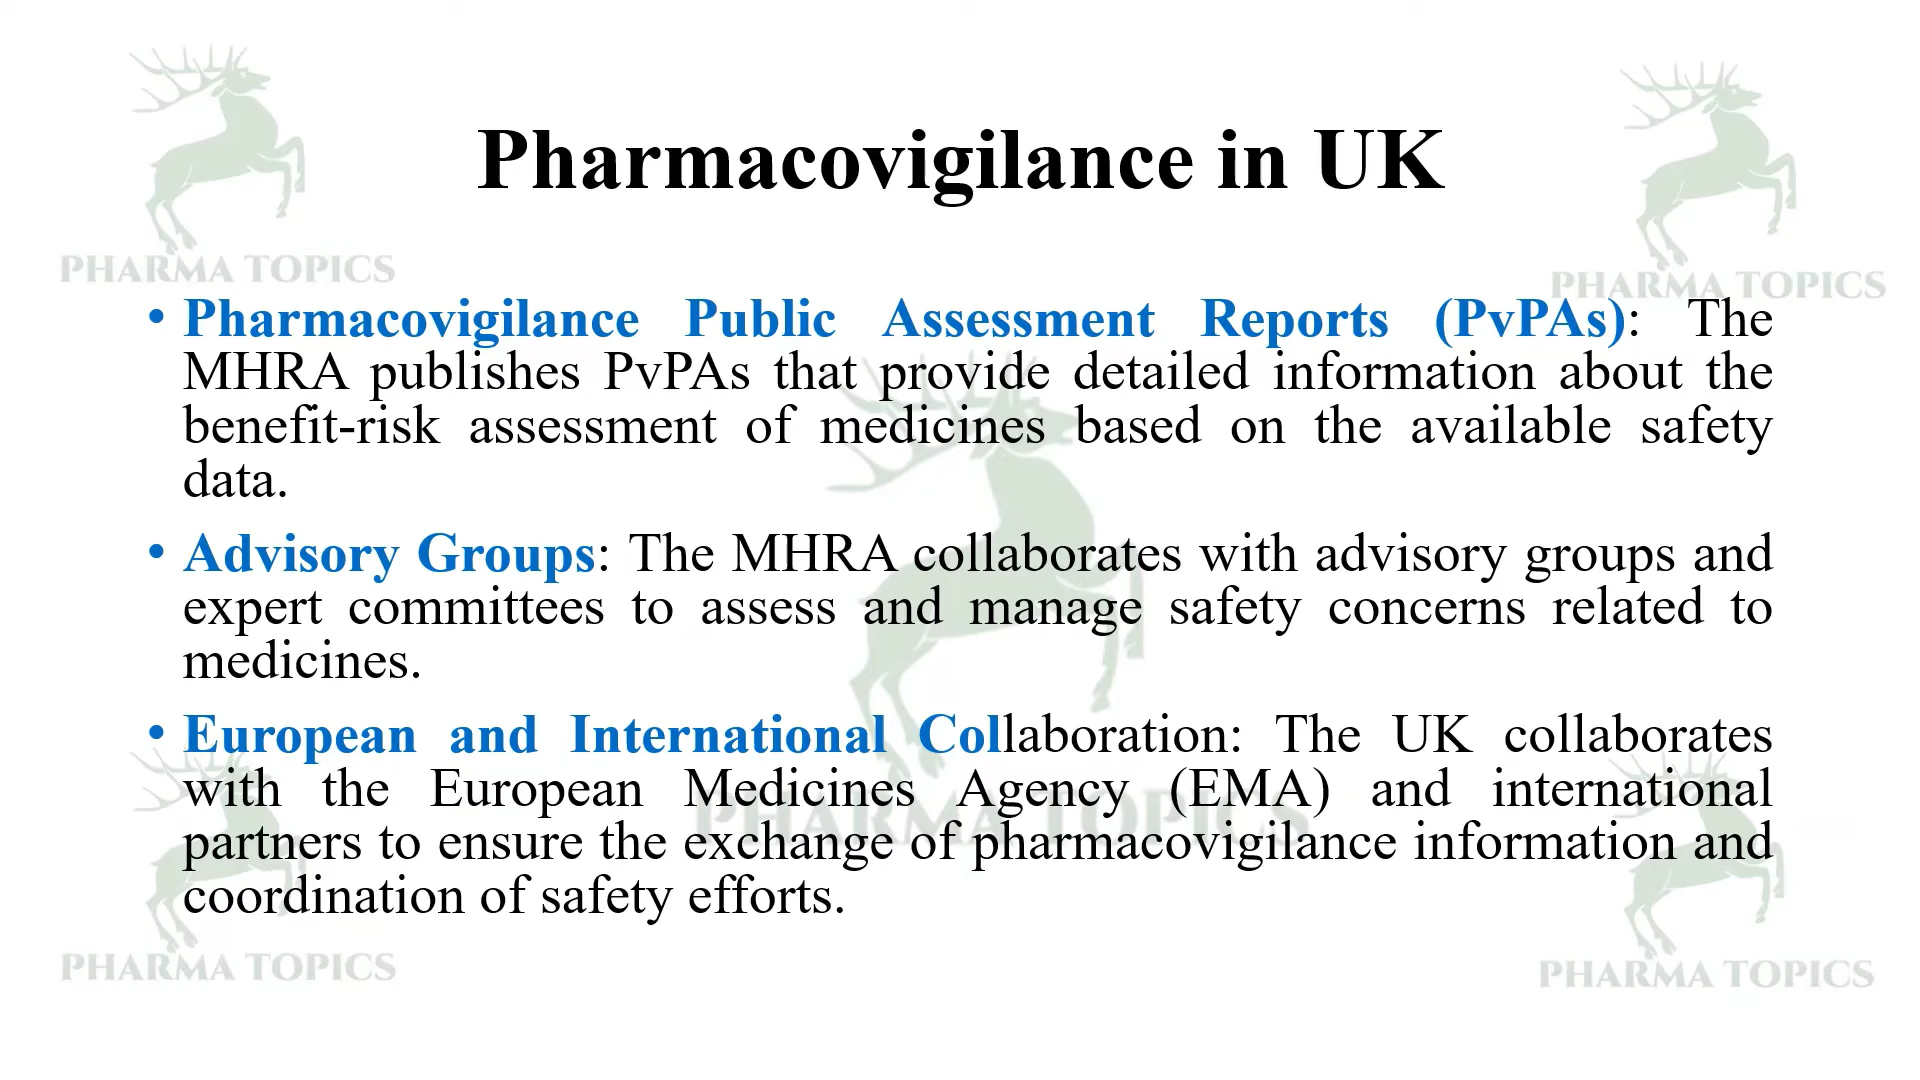 PHARMA TOPICS
PHARMA TOPICS
Pharmacovigilance in UK
• Pharmacovigilance Public Assessment Reports (PvPAs): The
MHRA publishes PvPAs that provide detailed information about the
benefit-risk assessment of medicines based on the available safety
data.
• Advisory Groups: The MHRA collaborates with advisory groups and
expert committees to assess and manage safety concerns related to
medicines.
• European and International Collaboration: The UK collaborates
with the European Medicines Agency (EMA) and international
partners to ensure the exchange of pharmacovigilance information and
coordination of safety efforts.
PHARMA TOPICS
PHARMA TOPICS
PHARMA TOPICS